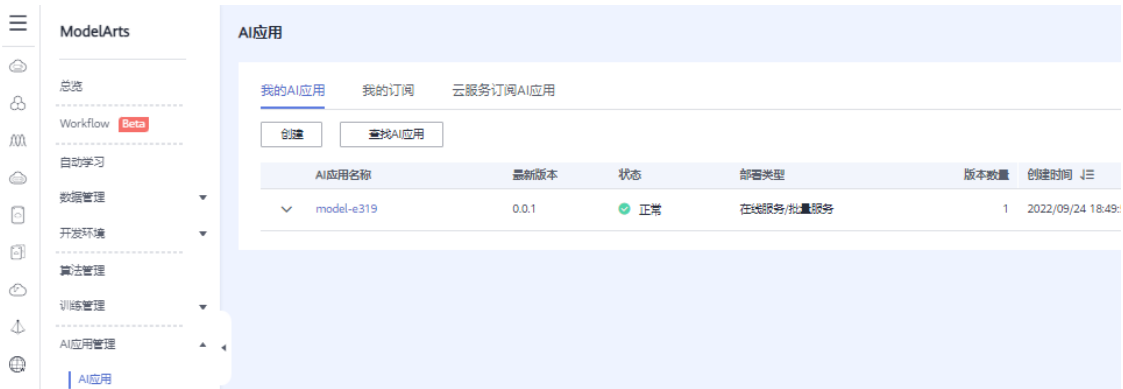 ModelArts
总览
Workflow Beta
自动学习
数据管理
开发环境
算法管理
训练管理
AI应用管理
AI应用
AI应用
我的AI应用 我的订阅 云服务订阅AI应用
创建 查找AI应用
AI应用名称 最新版本 状态 部署类型 版本数量 创建时间
model-e319 0.0.1 正常 在线服务/批量服务 1 2022/09/24 18:49: